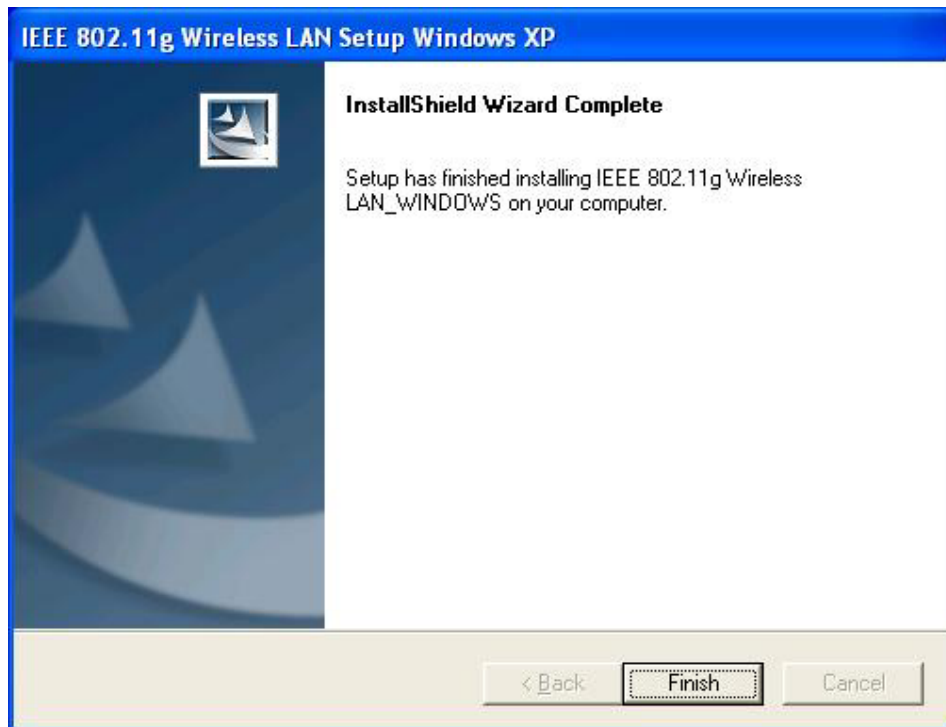 IEEE 802.11g Wireless LAN Setup Windows XP
InstallShield Wizard Complete
Setup has finished installing IEEE 802.11g Wireless
LAN_WINDOWS on your computer.
< Back
Finish
Cancel